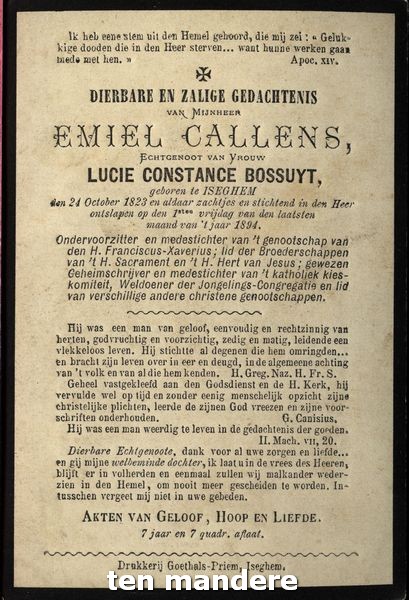 Ik heb eene stem uit den Hemel gehoord, die mij zei : « Geluk-
kige dooden die in den Heer sterven... want hunne werken gaan
mede met hen. » Apoc. XIV.
DIERBARE EN ZALIGE GEDACHTENIS
VAN MIJNHEER
EMIEL CALLENS,
ECHTGENOOT VAN VROUW
LUCIE CONSTANCE BOSSUYT,
geboren te ISEGHEM
den 24 October 1823 en aldaar zachtjes en stichtend in den Heer
ontslapen op den 1sten vrijdag van den laatsten
maand van 't jaar 1894.
Ondervoorzitter en medestichter van 't genootschap van
den H. Franciscus-Xaverius ; lid der Broederschappen
van 't H. Sacrament en 't H. Hert van Jesus ; gewezen
Geheimschrijver en medestichter van 't katholiek kies-
komiteit, Weldoener der Jongelings-Congregatie en lid
van verschillige andere christene genootschappen.
Hij was een man van geloof, eenvoudig en rechtzinnig van
herten, godvruchtig en voorzichtig, zedig en matig, leidende een
vlekkeloos leven. Hij stichtte al degenen die hem omringden...
en bracht zijn leven over in eer en deugd, in de algemeene achting
van 't volk en van al die hem kenden. H. Greg. Naz. H. Fr. S.
Geheel vastgekleefd aan den Godsdienst en de H. Kerk, hij
vervulde wel op tijd en zonder eenig menschelijk opzicht zijne
christelijke plichten, leerde de zijnen God vreezen en zijne voor-
schriften onderhouden. G. Canisius.
Hij was een man weerdig te leven in de gedachtenis der gooden.
II. Mach. VII, 20.
Dierbare Echtgenoote, dank voor al uwe zorgen en liefde...
en gij mijne welbeminde dochter, ik laat u in de vrees des Heeren,
blijft er in volherden en eenmaal zullen wij malkander weder-
zien in den Hemel, om nooit meer gescheiden te worden. In-
tusschen vergeet mij niet in uwe gebeden.
AKTEN VAN GELOOF, HOOP EN LIEFDE.
7 jaar en 7 quadr. aflaat.
Drukkerij Goethals-Priem, Iseghem.
ten mandere